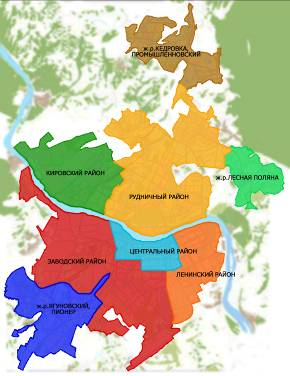 ж.р.КЕДРОВКА,
ПРОМЫШЛЕННОВСКИЙ
КИРОВСКИЙ РАЙОН
ж.р.ЛЕСНАЯ ПОЛЯНА
РУДНИЧНЫЙ РАЙОН
ЦЕНТРАЛЬНЫЙ РАЙОН
ЗАВОДСКИЙ РАЙОН
ЛЕНИНСКИЙ РАЙОН
ж.р.ЯГУНОВСКИЙ,
ПИОНЕР